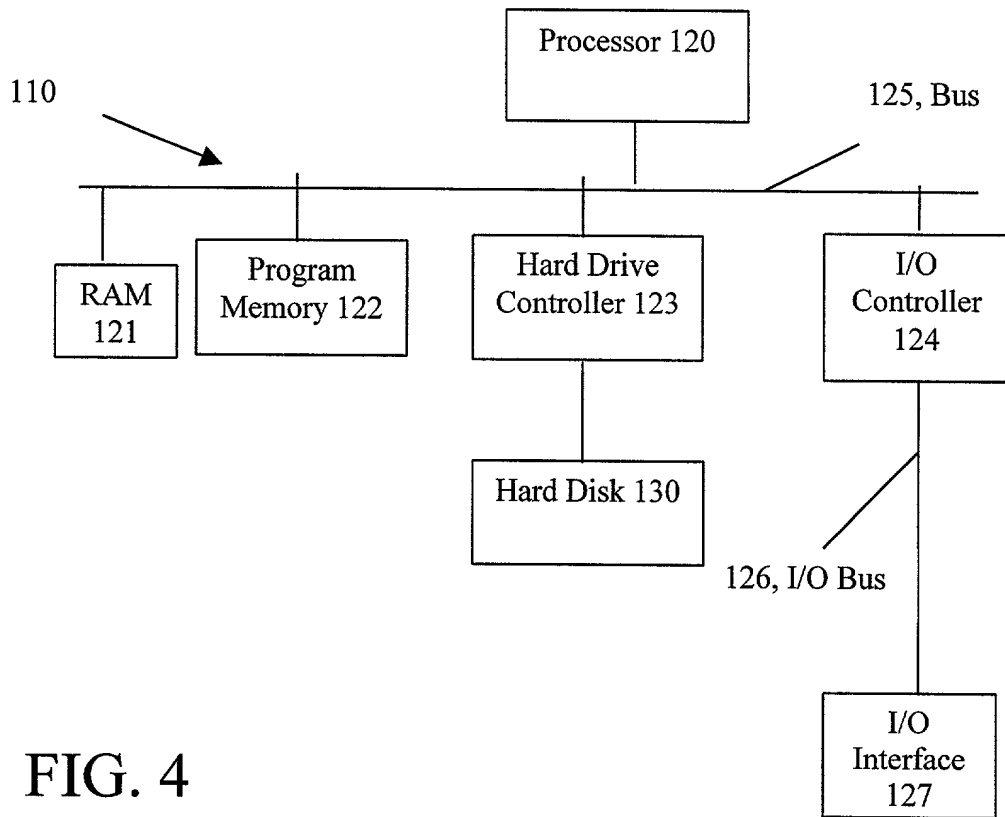 Processor 120
110
125, Bus
RAM
121
Program
Memory 122
Hard Drive
Controller 123
I/O
Controller
124
Hard Disk 130
126, I/O Bus
I/O
Interface
127
FIG. 4